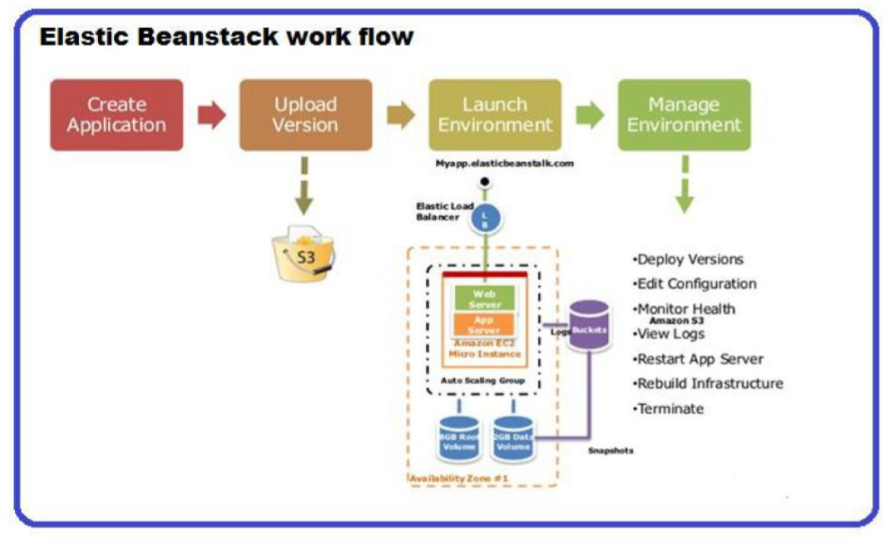 Elastic Beanstack work flow
Create
Application
Upload
Version
Launch
Environment
Manage
Environment
Myapp.elasticbeanstalk.com
Elastic Load
Balancer
L
B
S3
Web
Server
App
Server
Amazon EC2
Micro Instance
Auto Scaling Group
Logs
Buckets
Amazon S3
8GB Root
Volume
2GB Data
Volume
Snapshots
Availability Zone #1
•Deploy Versions
•Edit Configuration
•Monitor Health
•View Logs
•Restart App Server
•Rebuild Infrastructure
•Terminate